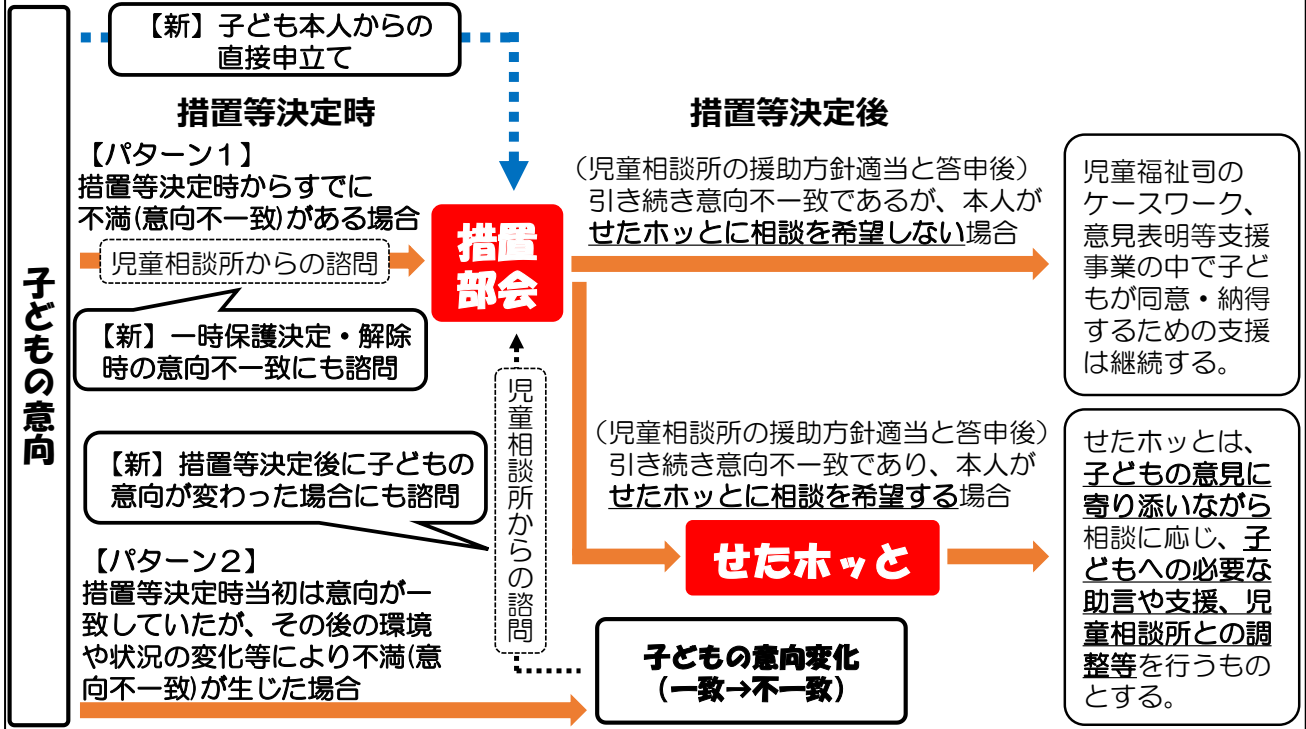 子どもの意向
【新】子ども本人からの
直接申立て
措置等決定時
【パターン1】
措置等決定時からすでに
不満(意向不一致)がある場合
児童相談所からの諮問
【新】一時保護決定・解除
時の意向不一致にも諮問
措置
部会
【新】措置等決定後に子どもの
意向が変わった場合にも諮問
児童相談所からの諮問
【パターン2】
措置等決定時当初は意向が一
致していたが、その後の環境
や状況の変化等により不満(意
向不一致)が生じた場合
子どもの意向変化
(一致→不一致)
措置等決定後
(児童相談所の援助方針適当と答申後)
引き続き意向不一致であるが、本人が
せたホッとに相談を希望しない場合
児童福祉司の
ケースワーク、
意見表明等支援
事業の中で子ど
もが同意・納得
するための支援
は継続する。
(児童相談所の援助方針適当と答申後)
引き続き意向不一致であり、本人が
せたホッとに相談を希望する場合
せたホッと
せたホッとは、
子どもの意見に
寄り添いながら
相談に応じ、子
どもへの必要な
助言や支援、児
童相談所との調
整等を行うもの
とする。